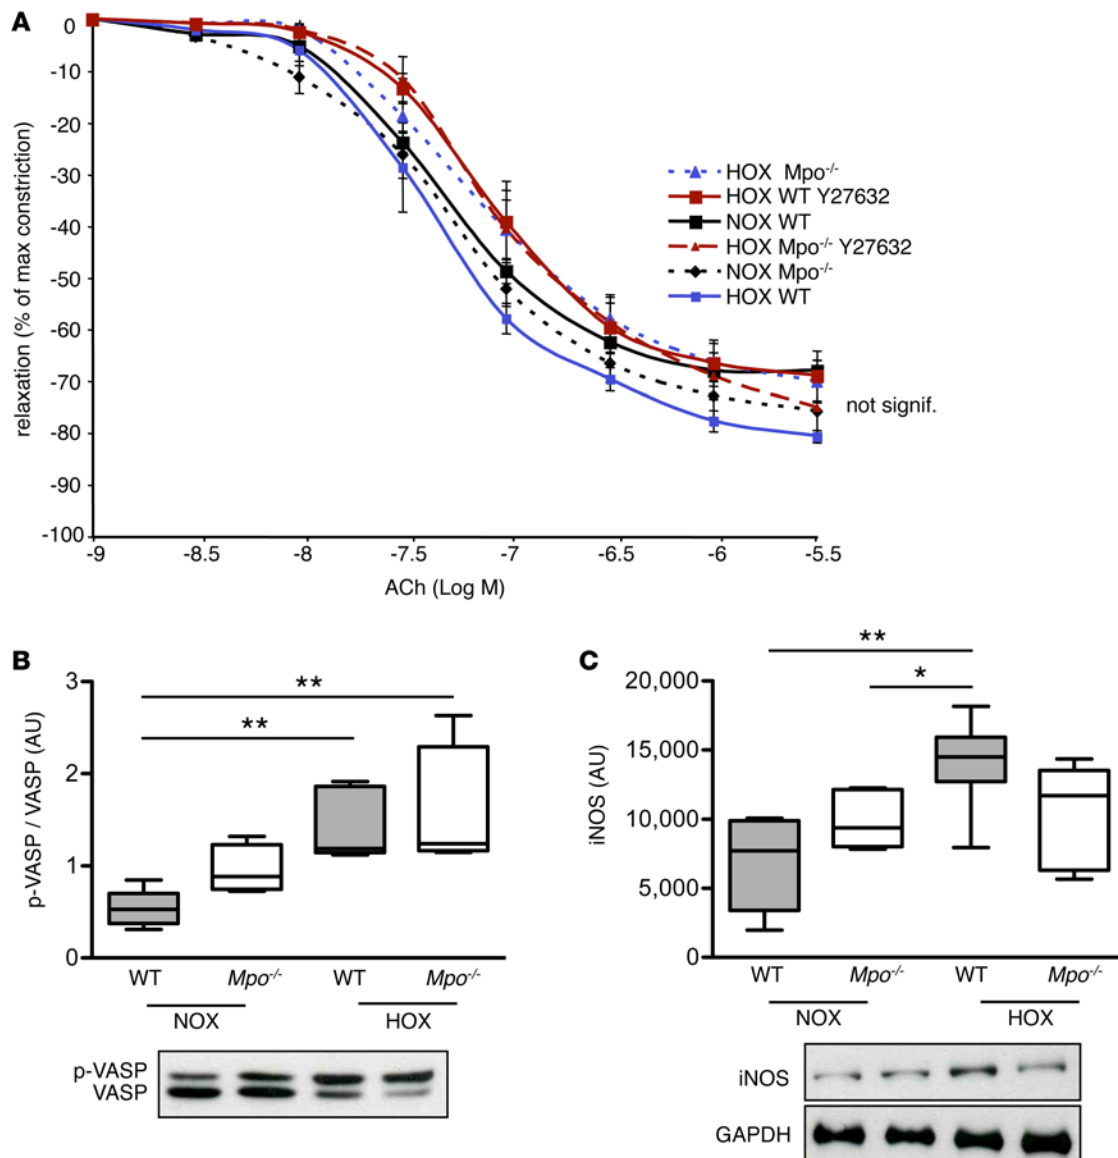 A
0
-10
-20
-30
-40
-50
-60
-70
-80
-90
-100
relaxation (% of max constriction)
-9 -8.5 -8 -7.5 -7 -6.5 -6 -5.5
ACh (Log M)
HOX Mpo-/-
HOX WT Y27632
NOX WT
HOX Mpo-/- Y27632
NOX Mpo-/-
HOX WT
not signif.
B
p-VASP / VASP (AU)
3
2
1
0
**
**
WT Mpo-/- WT Mpo-/-
NOX HOX
p-VASP
VASP
C
iNOS (AU)
20,000
15,000
10,000
5,000
0
**
*
WT Mpo-/- WT Mpo-/-
NOX HOX
iNOS
GAPDH